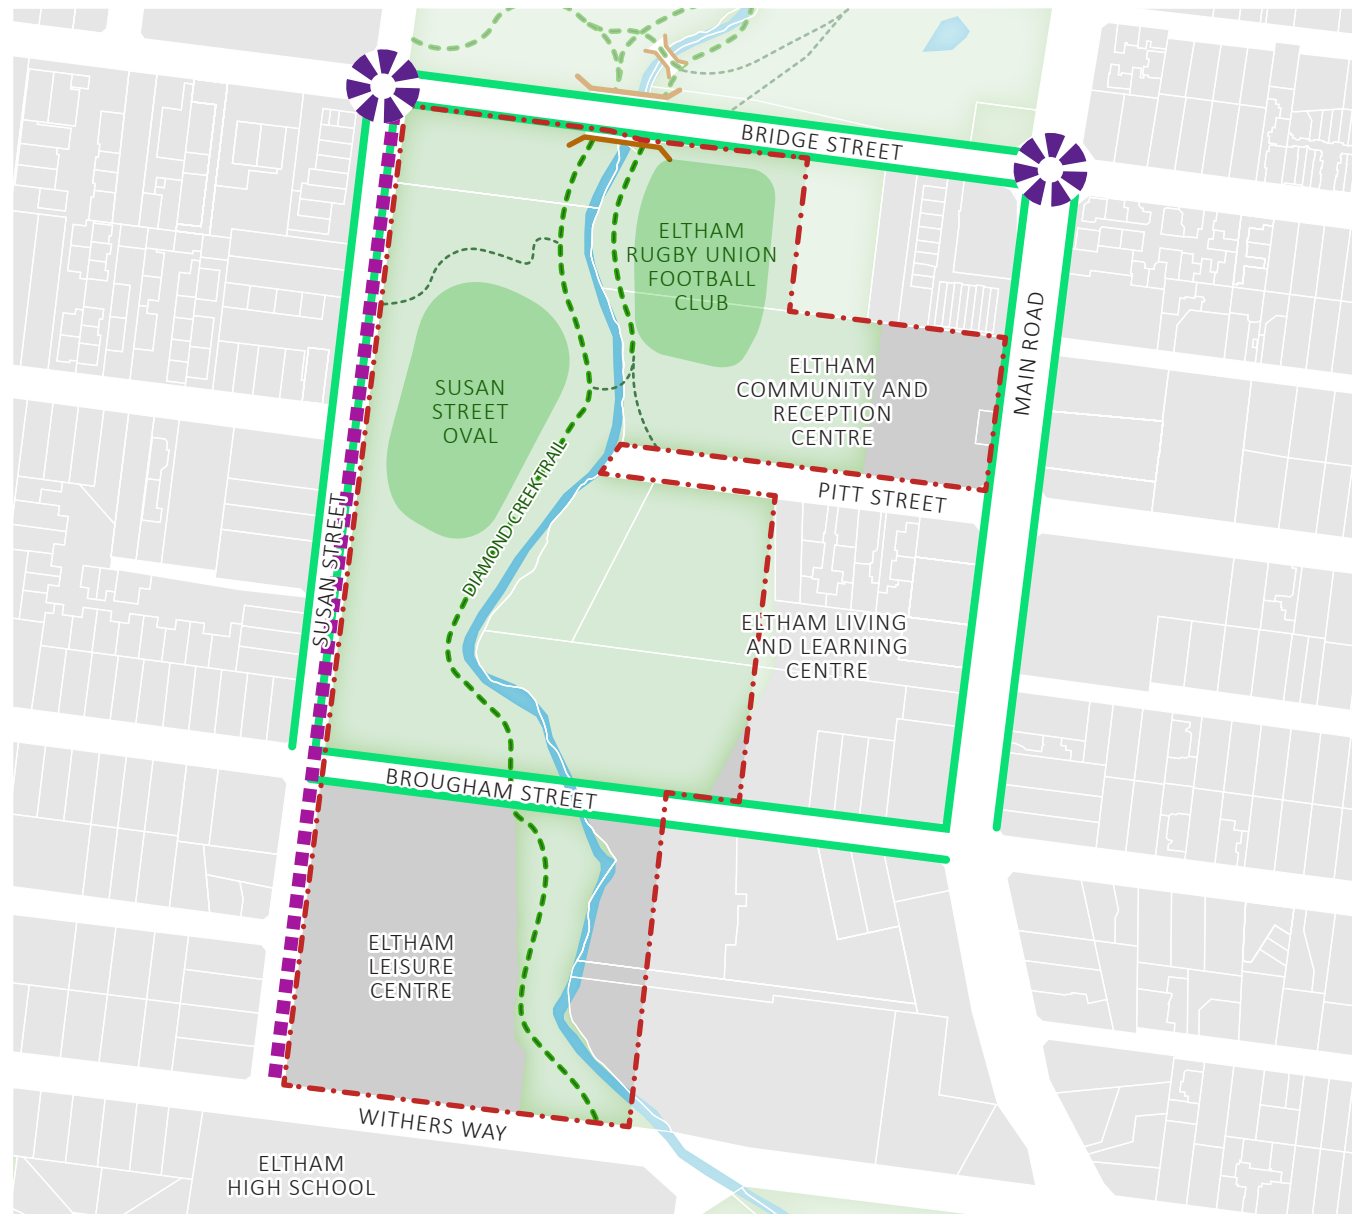 BRIDGE STREET
ELTHAM
RUGBY UNION
FOOTBALL
CLUB
MAIN ROAD
ELTHAM
COMMUNITY AND
RECEPTION
CENTRE
SUSAN
STREET
OVAL
DIAMOND CREEK TRAIL
PITT STREET
SUSAN STREET
ELTHAM LIVING
AND LEARNING
CENTRE
BROUGHAM STREET
ELTHAM
LEISURE
CENTRE
WITHERS WAY
ELTHAM
HIGH SCHOOL